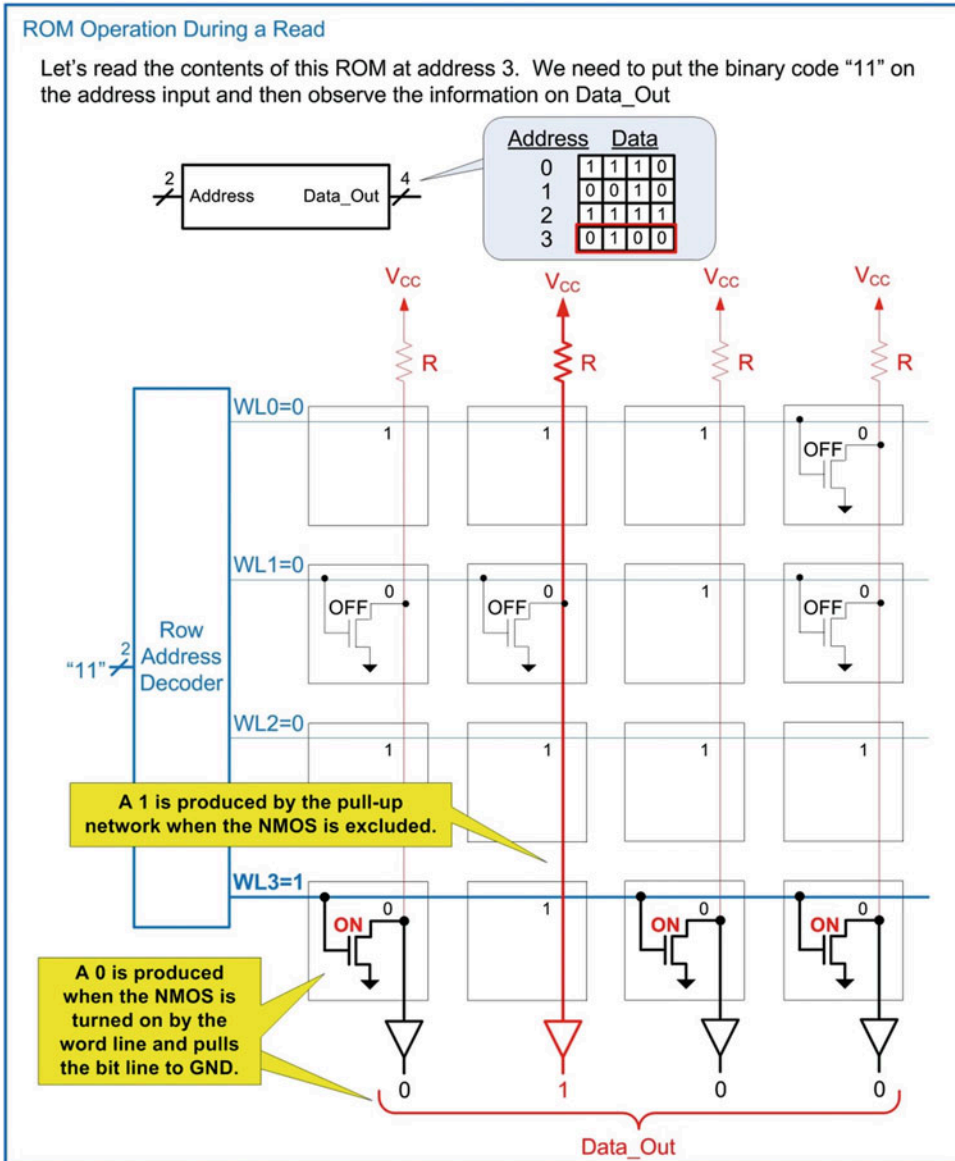 ROM Operation During a Read
Let's read the contents of this ROM at address 3. We need to put the binary code “11” on
the address input and then observe the information on Data_Out
Address Data
0 1 1 1 0
1 0 0 1 0
2 1 1 1 1
3 0 1 0 0
2 Address Data_Out 4
VCC VCC VCC VCC
R R R R
WL0=0
1 1 1 OFF 0
WL1=0
OFF 0 OFF 0 1 OFF 0
“11” 2
Row
Address
Decoder
WL2=0
1 1 1 1
A 1 is produced by the pull-up
network when the NMOS is excluded.
WL3=1
ON 0 1 ON 0 ON 0
A 0 is produced
when the NMOS is
turned on by the
word line and pulls
the bit line to GND.
0 1 0 0
Data_Out